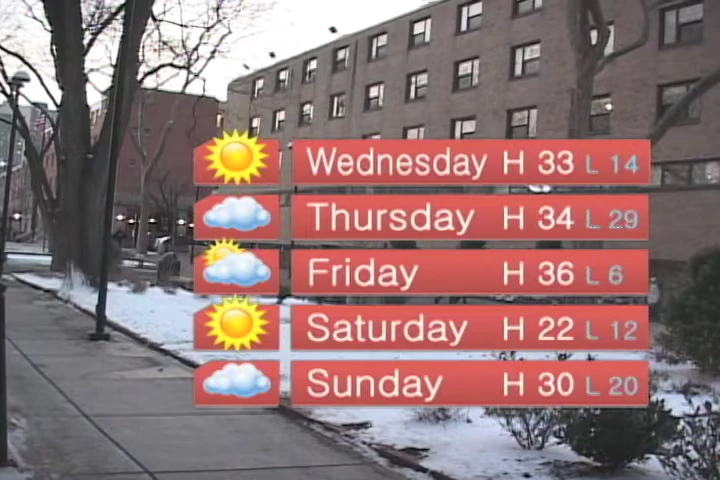 Wednesday H 33 L 14
Thursday H 34 L 29
Friday H 36 L 6
Saturday H 22 L 12
Sunday H 30 L 20